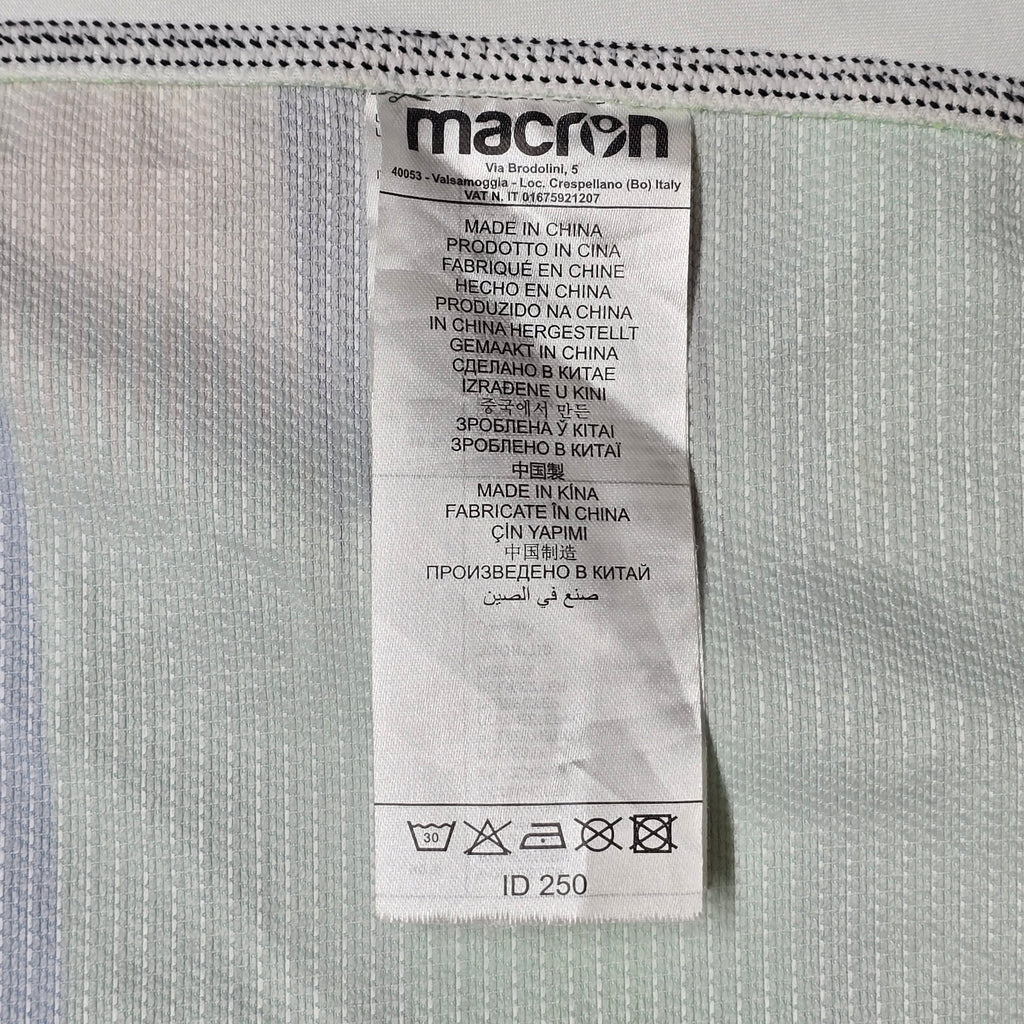 macron
Via Brodolini, 5
40053 - Valsamoggia - Loc. Crespellano (Bo) Italy
VAT N. IT 01675921207
MADE IN CHINA
PRODOTTO IN CINA
FABRIQUÉ EN CHINE
HECHO EN CHINA
PRODUZIDO NA CHINA
IN CHINA HERGESTELLT
GEMAAKT IN CHINA
СДЕЛАНО В КИТАЕ
IZRAĐENE U KINI
중국에서 만든
ЗРОБЛЕНА Ў КІТАІ
ЗРОБЛЕНО В КИТАЇ
中国製
MADE IN KÍNA
FABRICATE ÎN CHINA
ÇİN YAPIMI
中国制造
ПРОИЗВЕДЕНО В КИТАЙ
صنع في الصين
30
ID 250